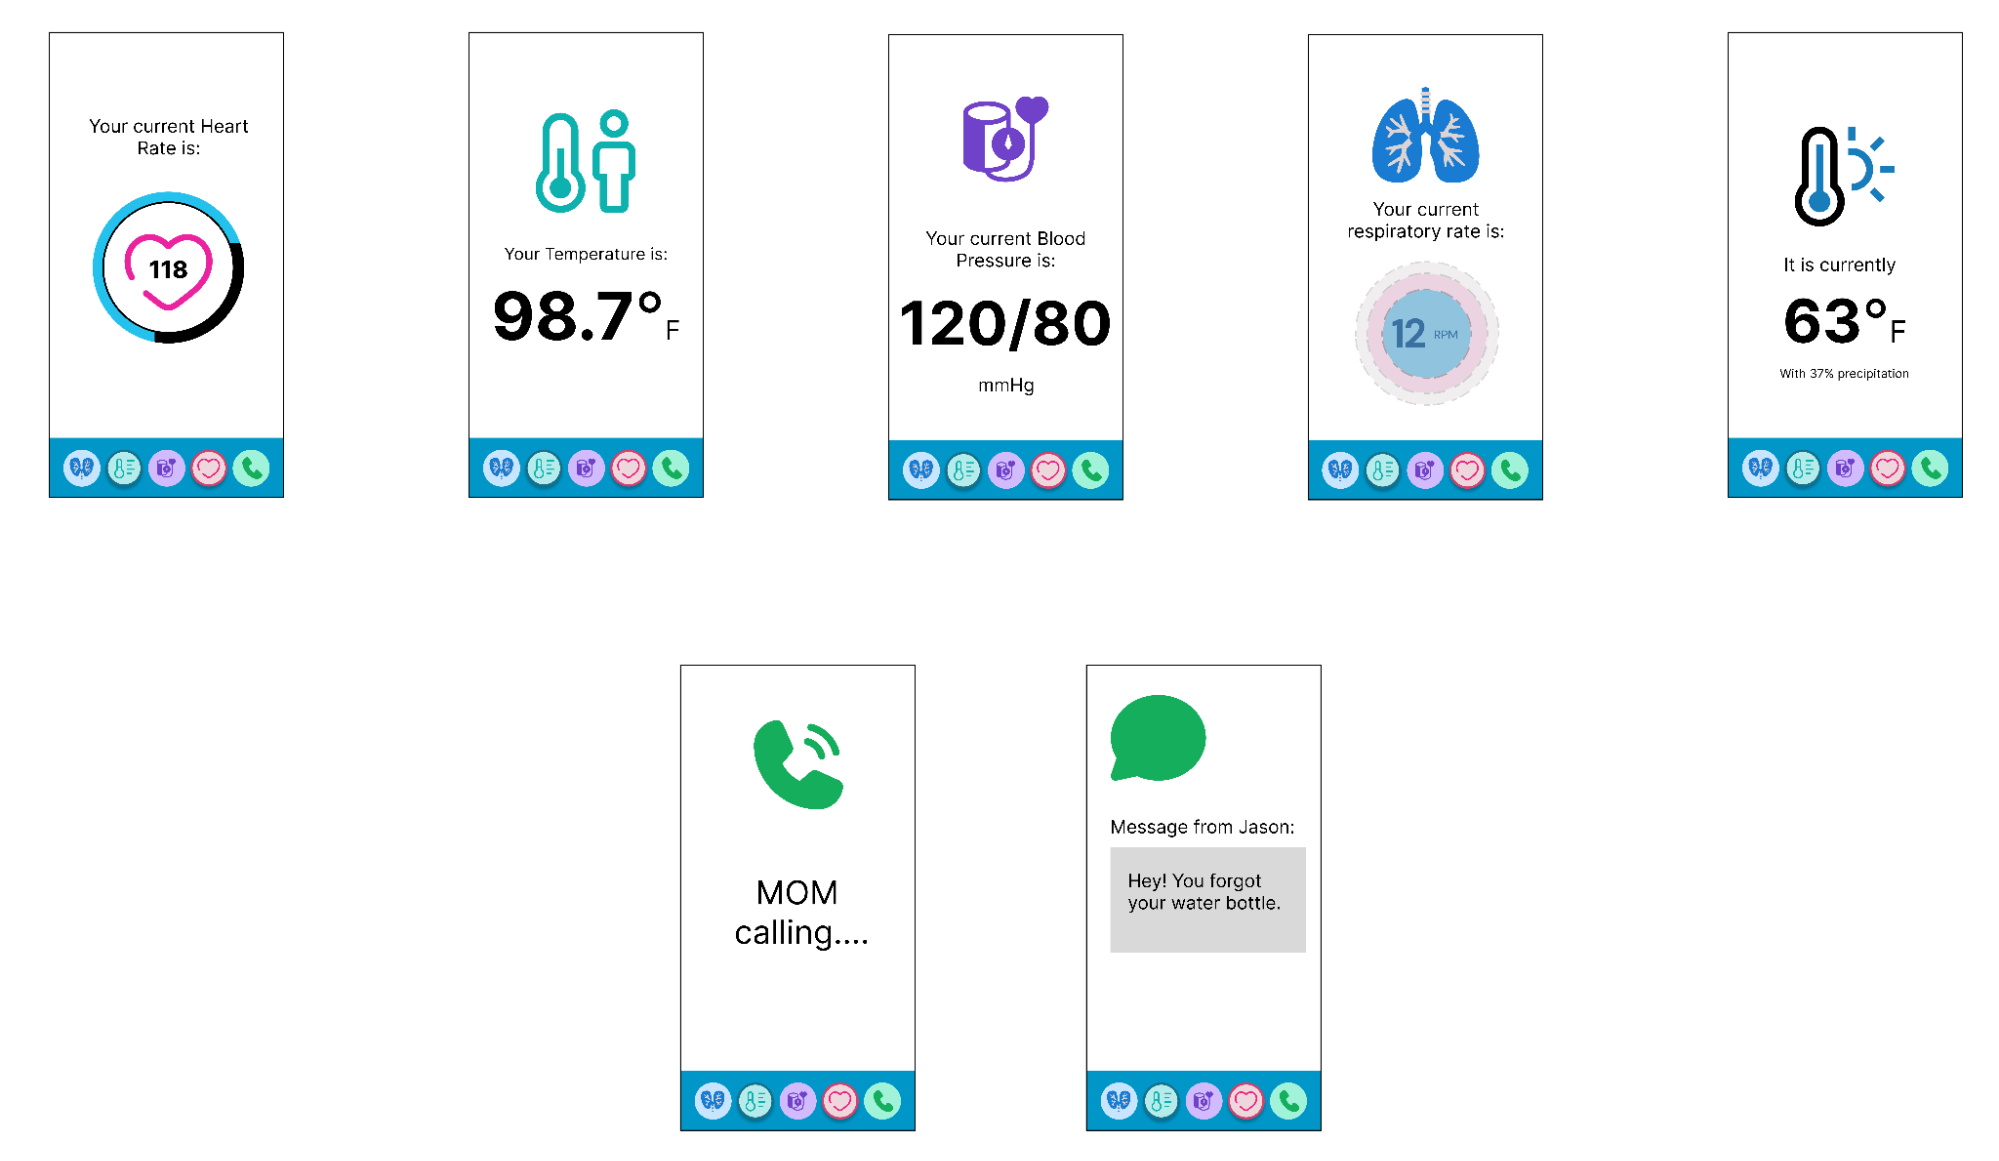 Your current Heart
Rate is:
118
Your Temperature is:
98.7°F
Your current Blood
Pressure is:
120/80
mmHg
Your current
respiratory rate is:
12 RPM
It is currently
63°F
With 37% precipitation
MOM
calling....
Message from Jason:
Hey! You forgot
your water bottle.